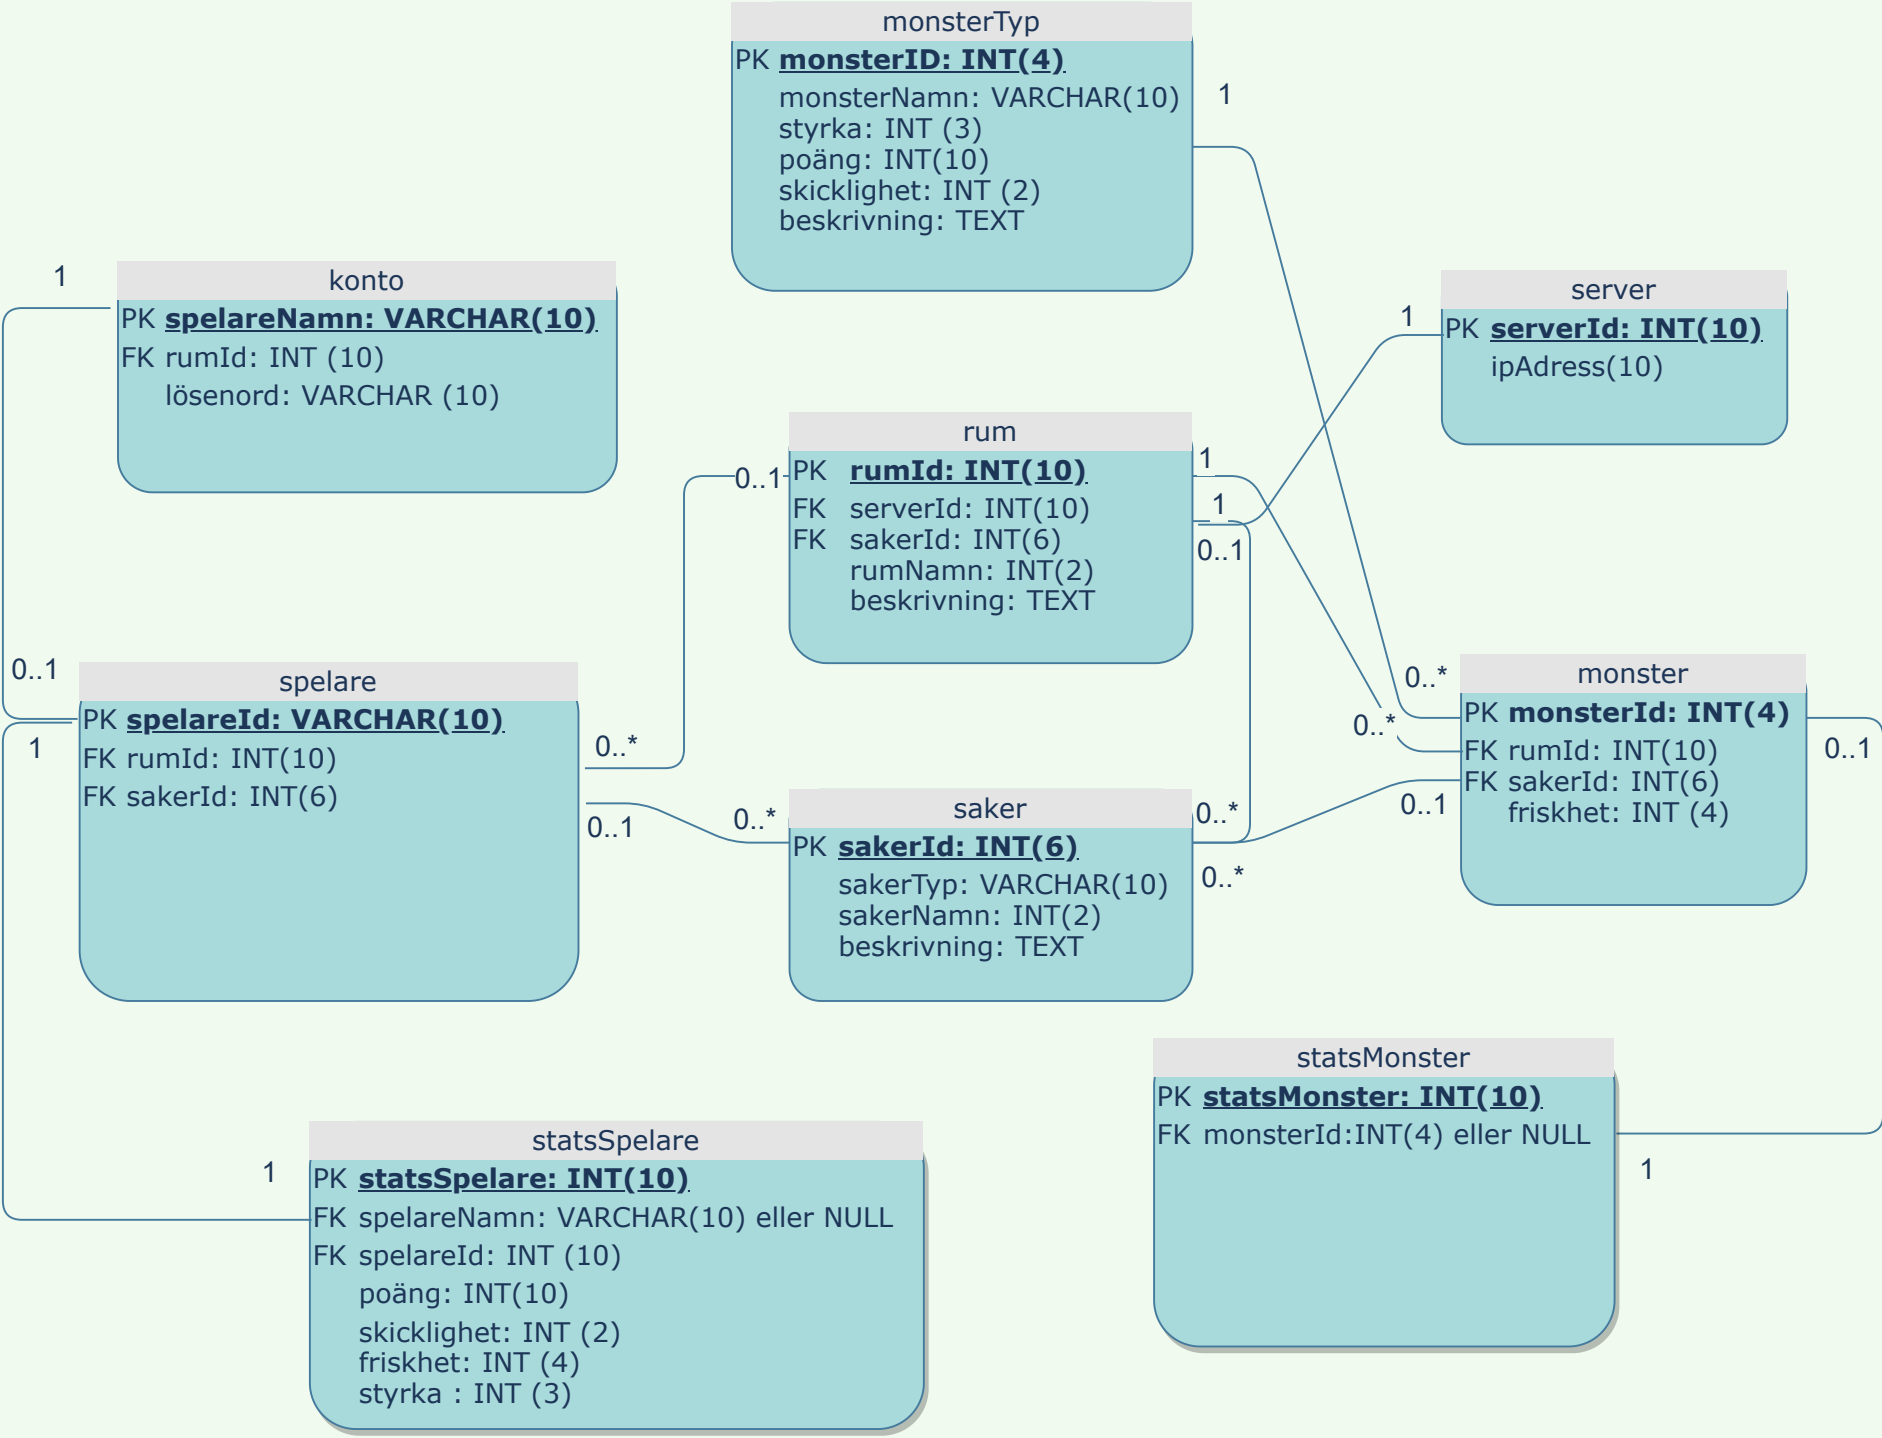 monsterTyp
PK monsterID: INT(4)
monsterNamn: VARCHAR(10)
styrka: INT (3)
poäng: INT(10)
skicklighet: INT (2)
beskrivning: TEXT
1
1
konto
PK spelareNamn: VARCHAR(10)
FK rumId: INT (10)
lösenord: VARCHAR (10)
server
1
PK serverId: INT(10)
ipAdress(10)
rum
0..1
PK rumId: INT(10)
FK serverId: INT(10)
FK sakerId: INT(6)
rumNamn: INT(2)
beskrivning: TEXT
1
1
0..1
0..1
spelare
PK spelareId: VARCHAR(10)
FK rumId: INT(10)
FK sakerId: INT(6)
1
0..*
0..1
0..*
monster
0..*
PK monsterId: INT(4)
FK rumId: INT(10)
FK sakerId: INT(6)
friskhet: INT (4)
0..*
0..1
0..1
saker
PK sakerId: INT(6)
sakerTyp: VARCHAR(10)
sakerNamn: INT(2)
beskrivning: TEXT
0..*
0..*
statsMonster
PK statsMonster: INT(10)
FK monsterId:INT(4) eller NULL
1
statsSpelare
1
PK statsSpelare: INT(10)
FK spelareNamn: VARCHAR(10) eller NULL
FK spelareId: INT (10)
poäng: INT(10)
skicklighet: INT (2)
friskhet: INT (4)
styrka : INT (3)